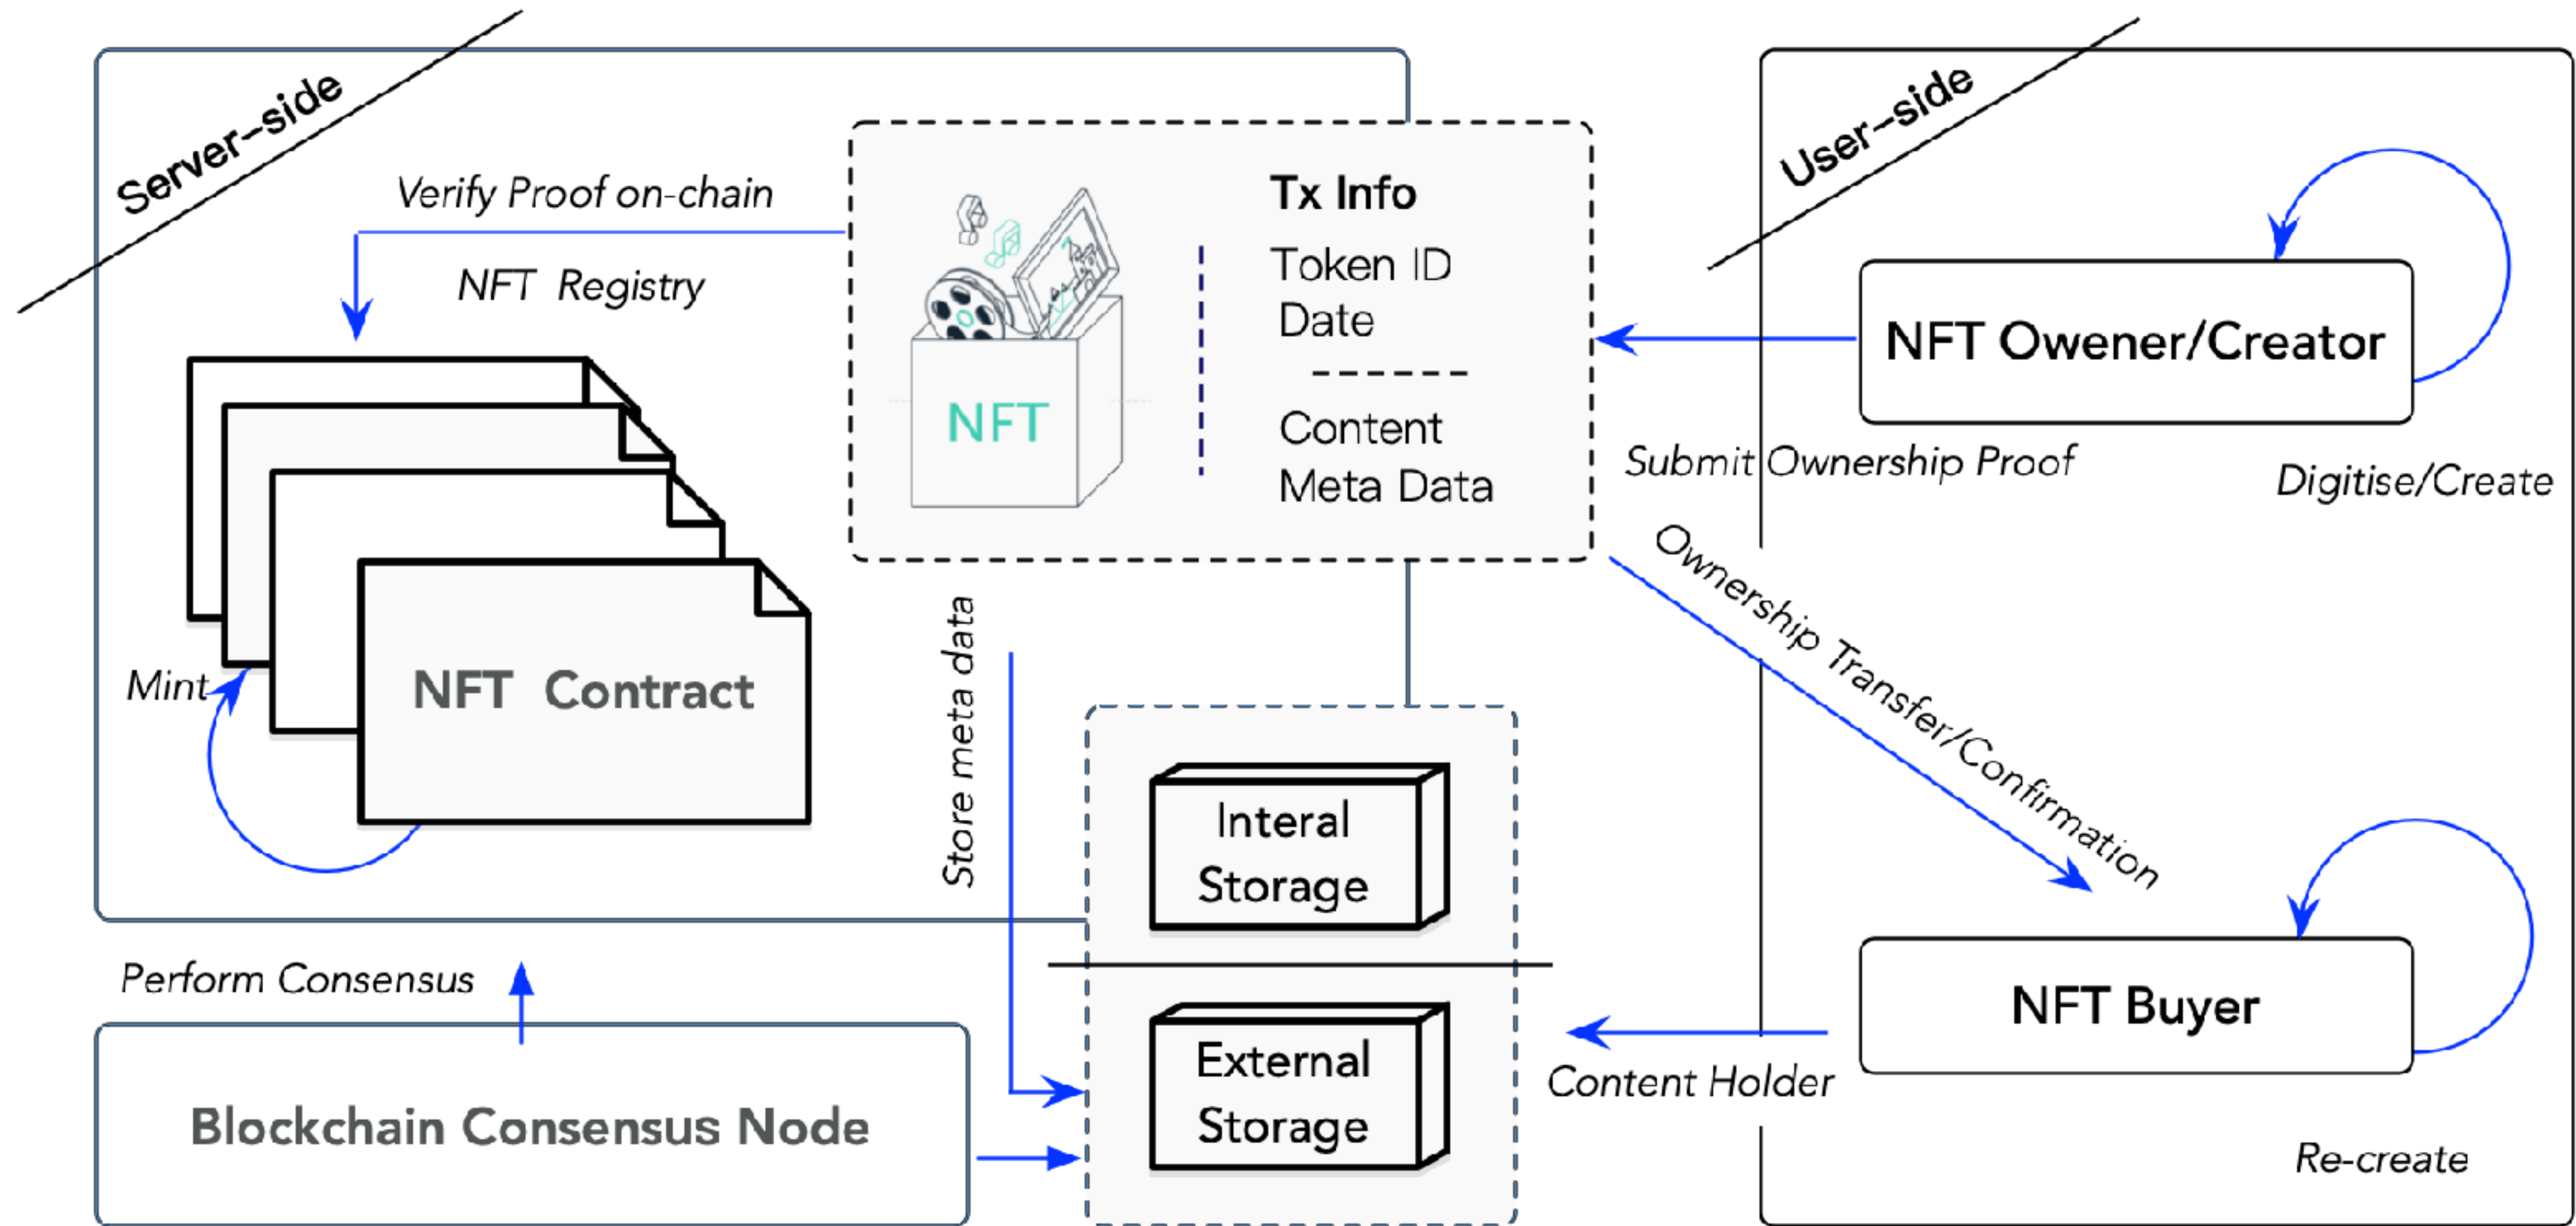 Server-side
User-side
Verify Proof on-chain
NFT Registry
NFT
Tx Info
Token ID
Date
Content
Meta Data
NFT Owener/Creator
Submit Ownership Proof
Digitise/Create
Ownership Transfer/Confirmation
Mint
NFT Contract
Store meta data
Interal
Storage
Perform Consensus
Blockchain Consensus Node
External
Storage
Content Holder
NFT Buyer
Re-create